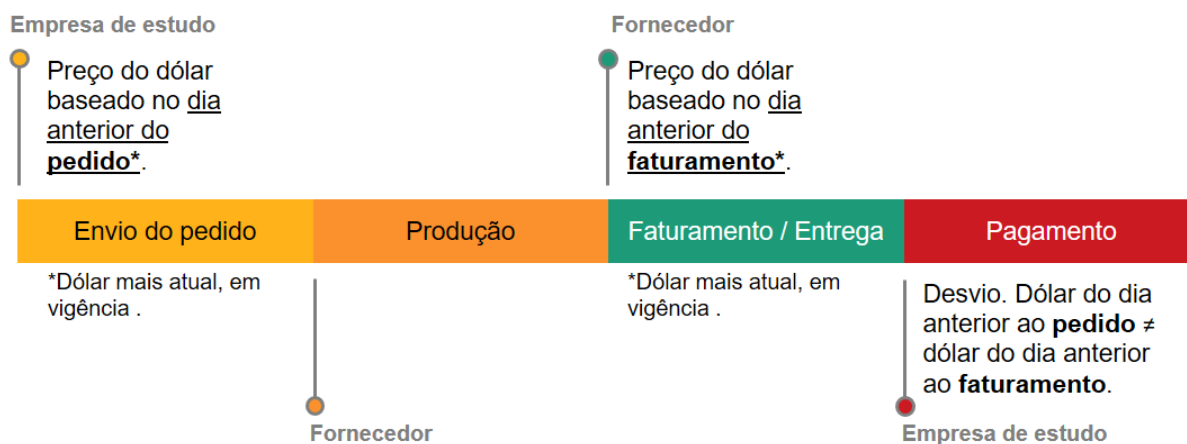 Empresa de estudo
Fornecedor
Preço do dólar
baseado no dia
anterior do
pedido*.
Preço do dólar
baseado no dia
anterior do
faturamento*.
Envio do pedido
Produção
Faturamento / Entrega
Pagamento
*Dólar mais atual, em
vigência .
*Dólar mais atual, em
vigência .
Desvio. Dólar do dia
anterior ao pedido ≠
dólar do dia anterior
ao faturamento.
Fornecedor
Empresa de estudo